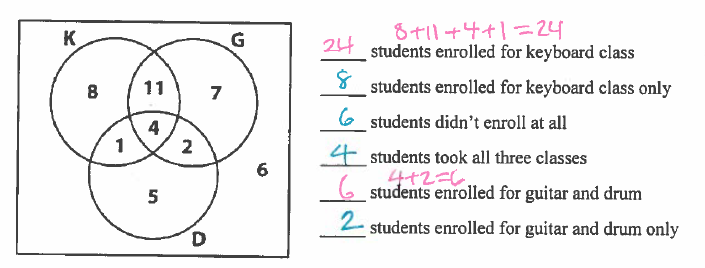 K
G
8
11
7
4
1
2
6
5
D
8+11+4+1=24
24 students enrolled for keyboard class
8 students enrolled for keyboard class only
6 students didn't enroll at all
4 students took all three classes
4+2=6
6 students enrolled for guitar and drum
2 students enrolled for guitar and drum only